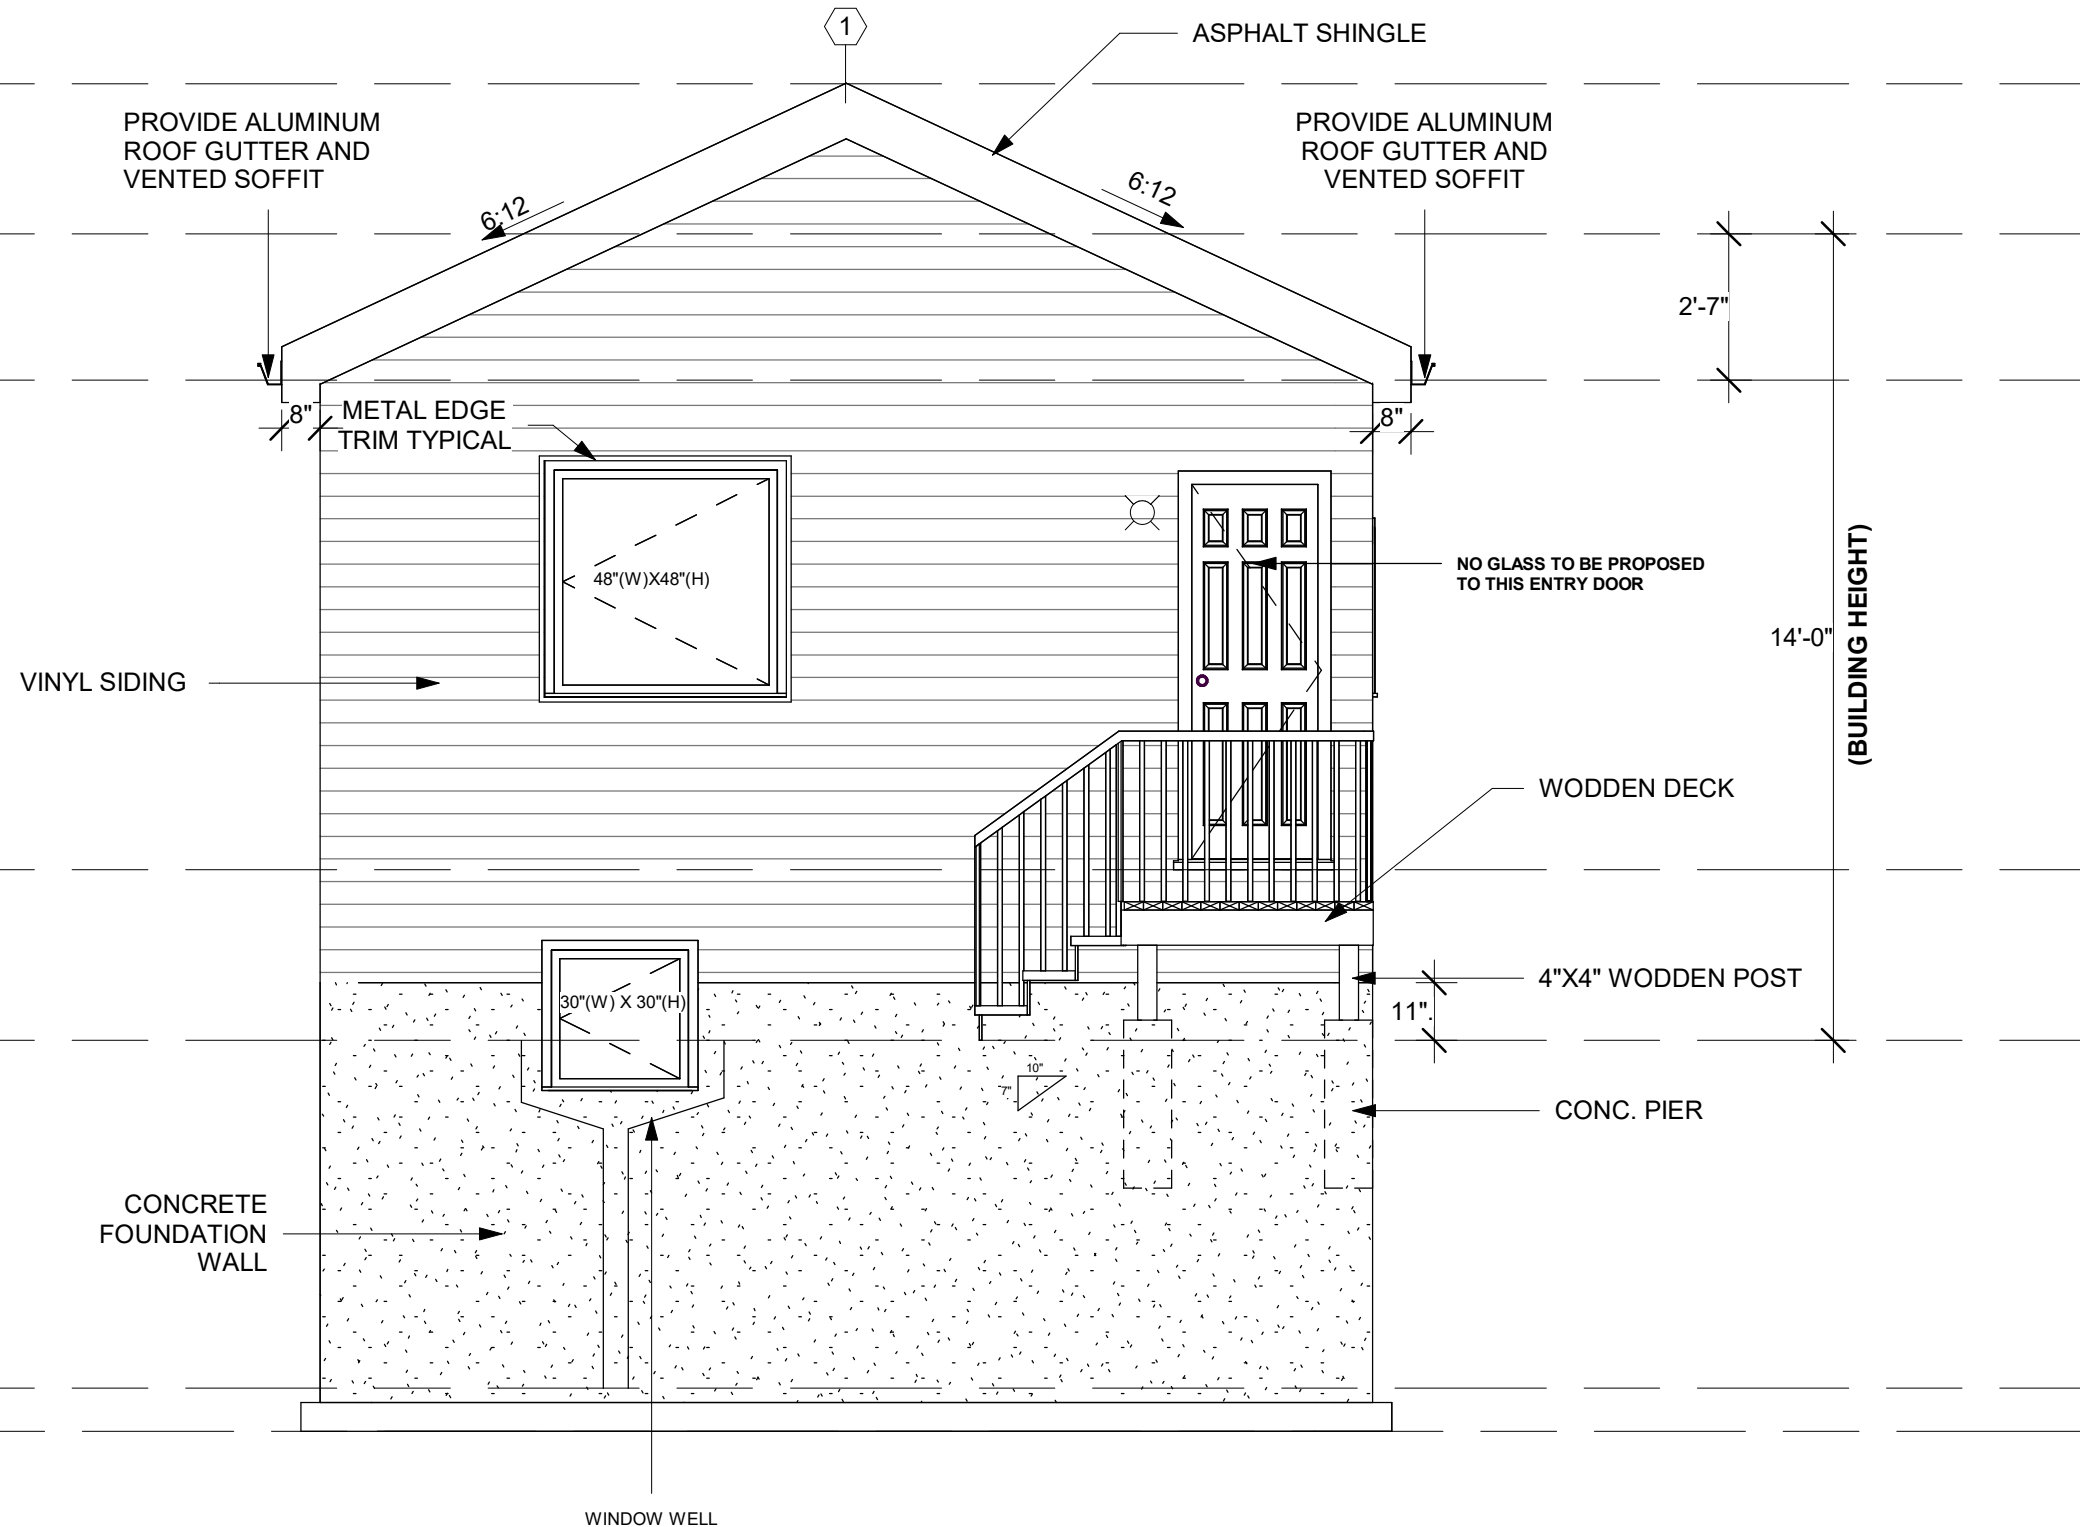 1
ASPHALT SHINGLE
PROVIDE ALUMINUM
ROOF GUTTER AND
VENTED SOFFIT
PROVIDE ALUMINUM
ROOF GUTTER AND
VENTED SOFFIT
6:12
6:12
2'-7"
8"
METAL EDGE
TRIM TYPICAL
8"
48"(W)X48"(H)
NO GLASS TO BE PROPOSED
TO THIS ENTRY DOOR
14'-0"
(BUILDING HEIGHT)
VINYL SIDING
WODDEN DECK
4"X4" WODDEN POST
30"(W) X 30"(H)
11".
10"
7"
CONC. PIER
CONCRETE
FOUNDATION
WALL
WINDOW WELL